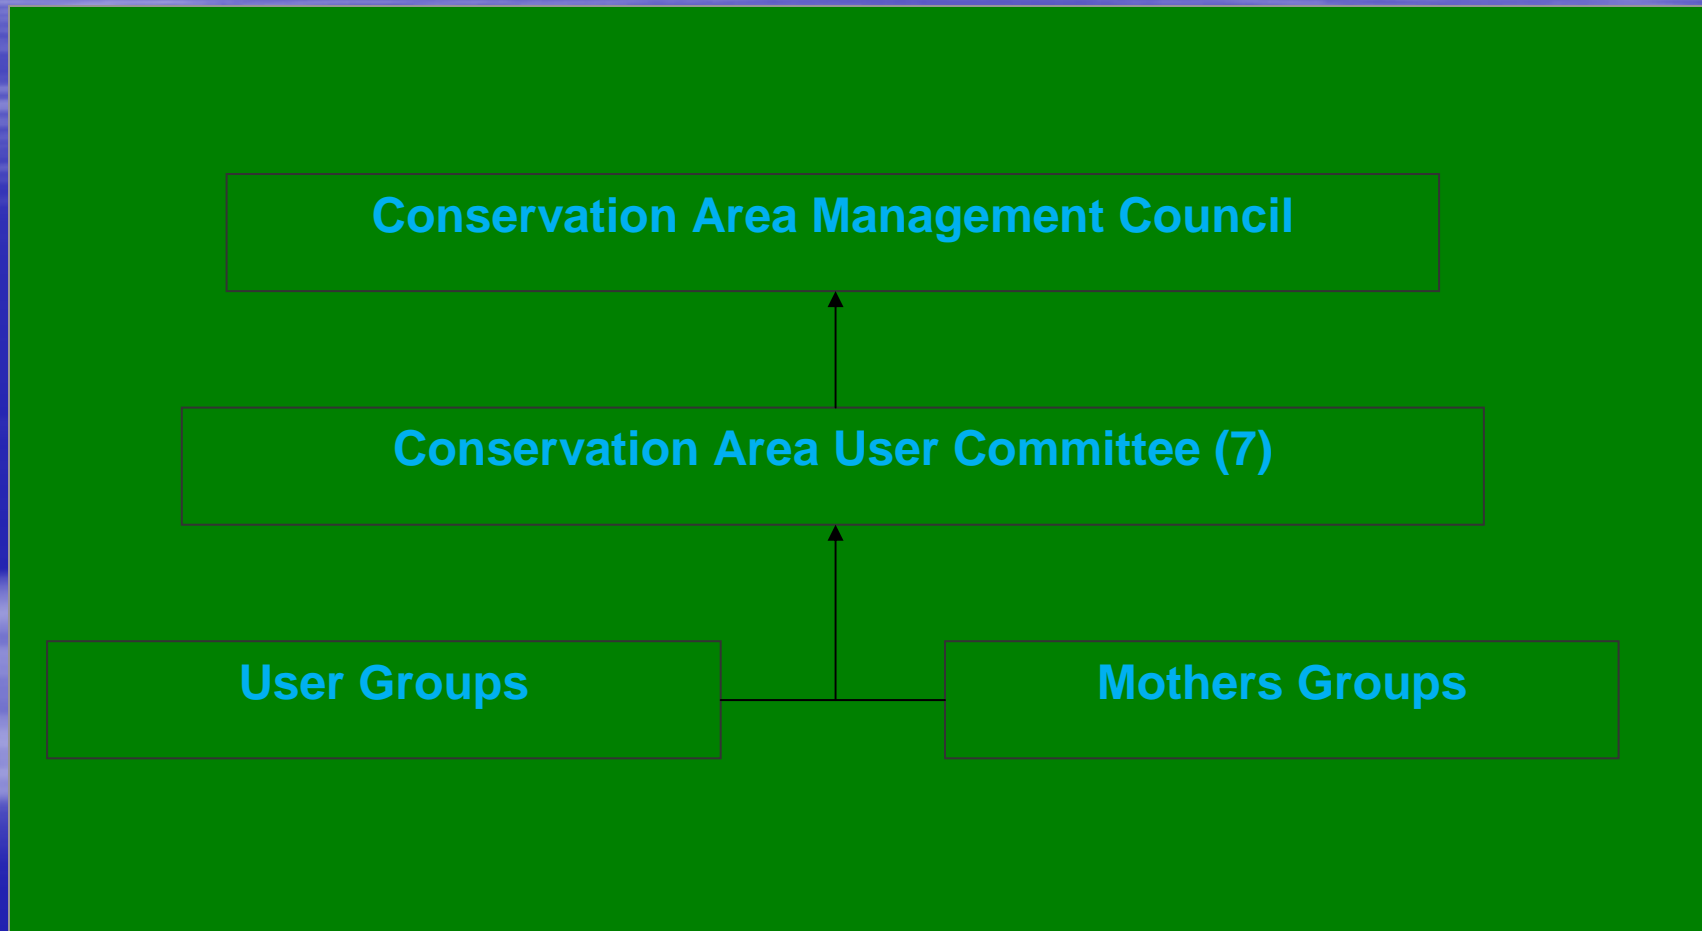 Conservation Area Management Council
Conservation Area User Committee (7)
User Groups
Mothers Groups